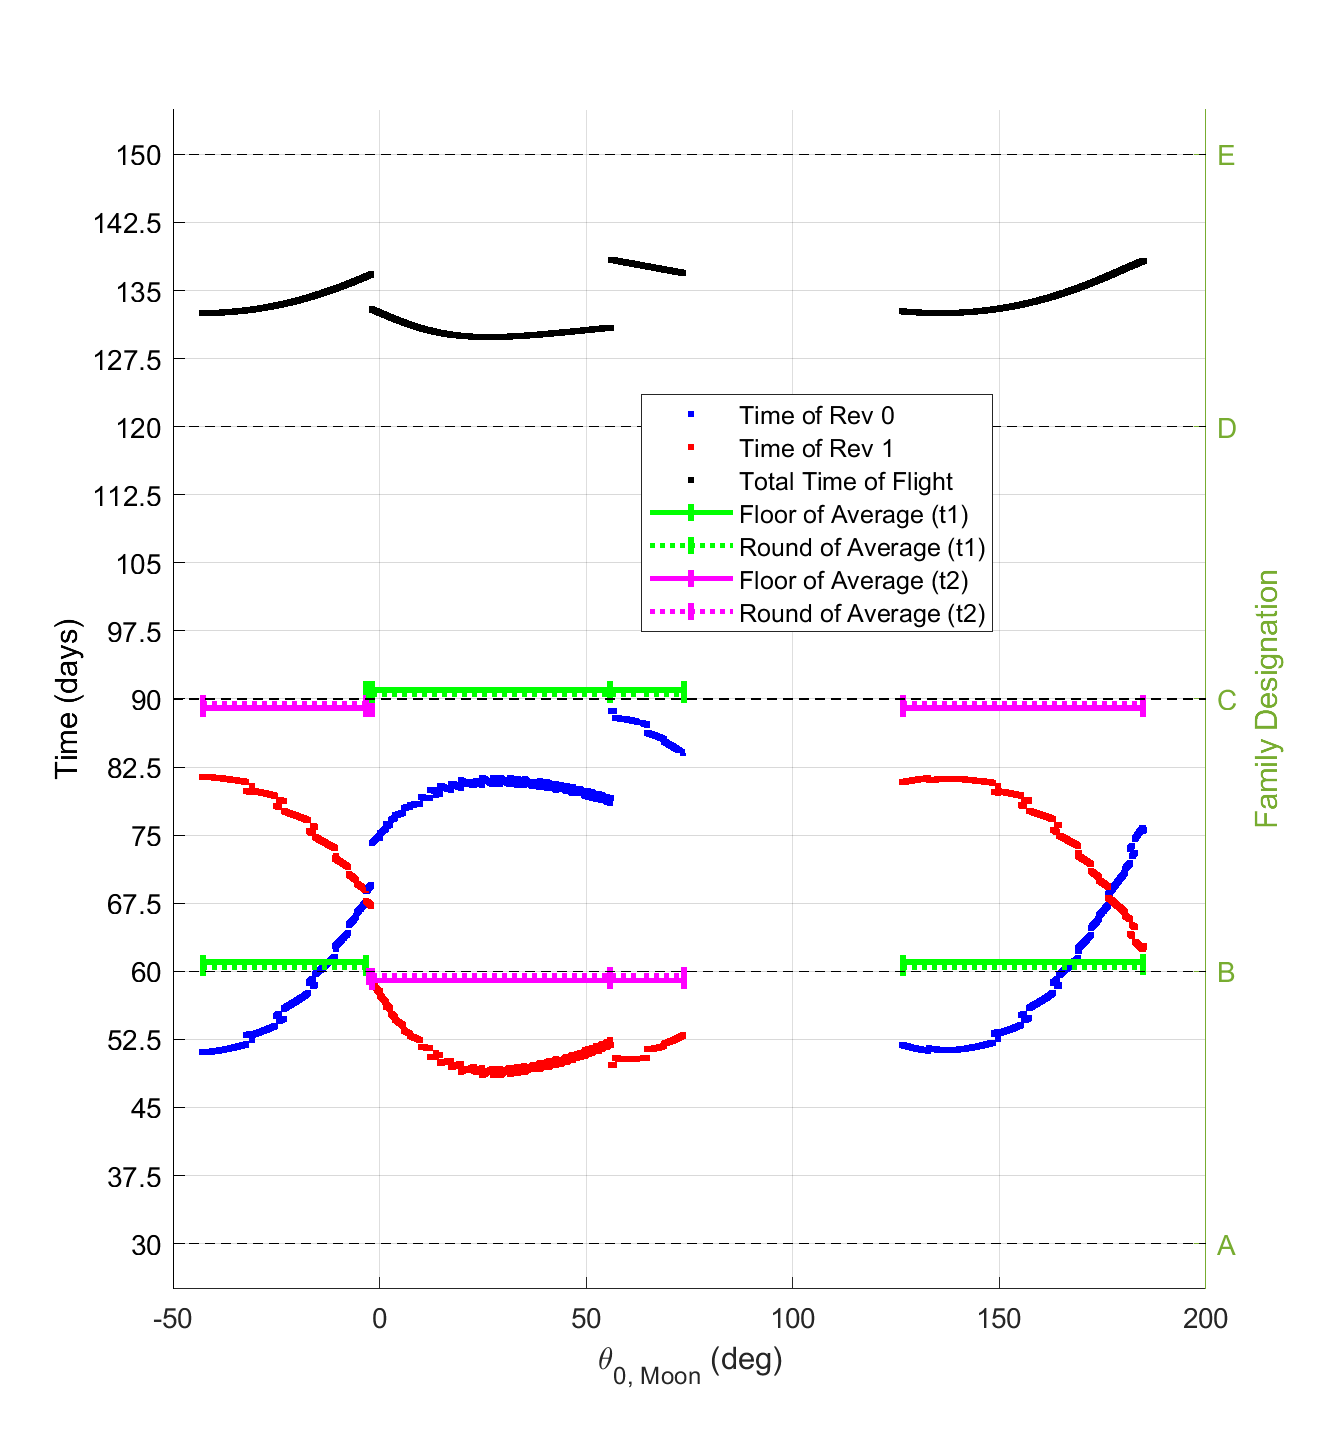 150
142.5
135
127.5
120
112.5
105
97.5
90
82.5
75
67.5
60
52.5
45
37.5
30
Time (days)
E
D
C
B
A
Family Designation
Time of Rev 0
Time of Rev 1
Total Time of Flight
Floor of Average (t1)
Round of Average (t1)
Floor of Average (t2)
Round of Average (t2)
-50 0 50 100 150 200
θ0, Moon (deg)